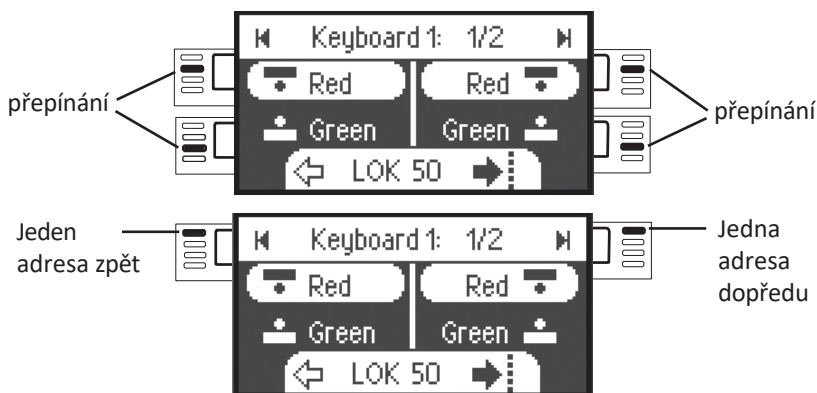 Keyboard 1: 1/2
Red Red
přepínání přepínání
Green Green
LOK 50
Jeden
adresa zpět
Keyboard 1: 1/2
Jedna
adresa
dopředu
Red Red
Green Green
LOK 50